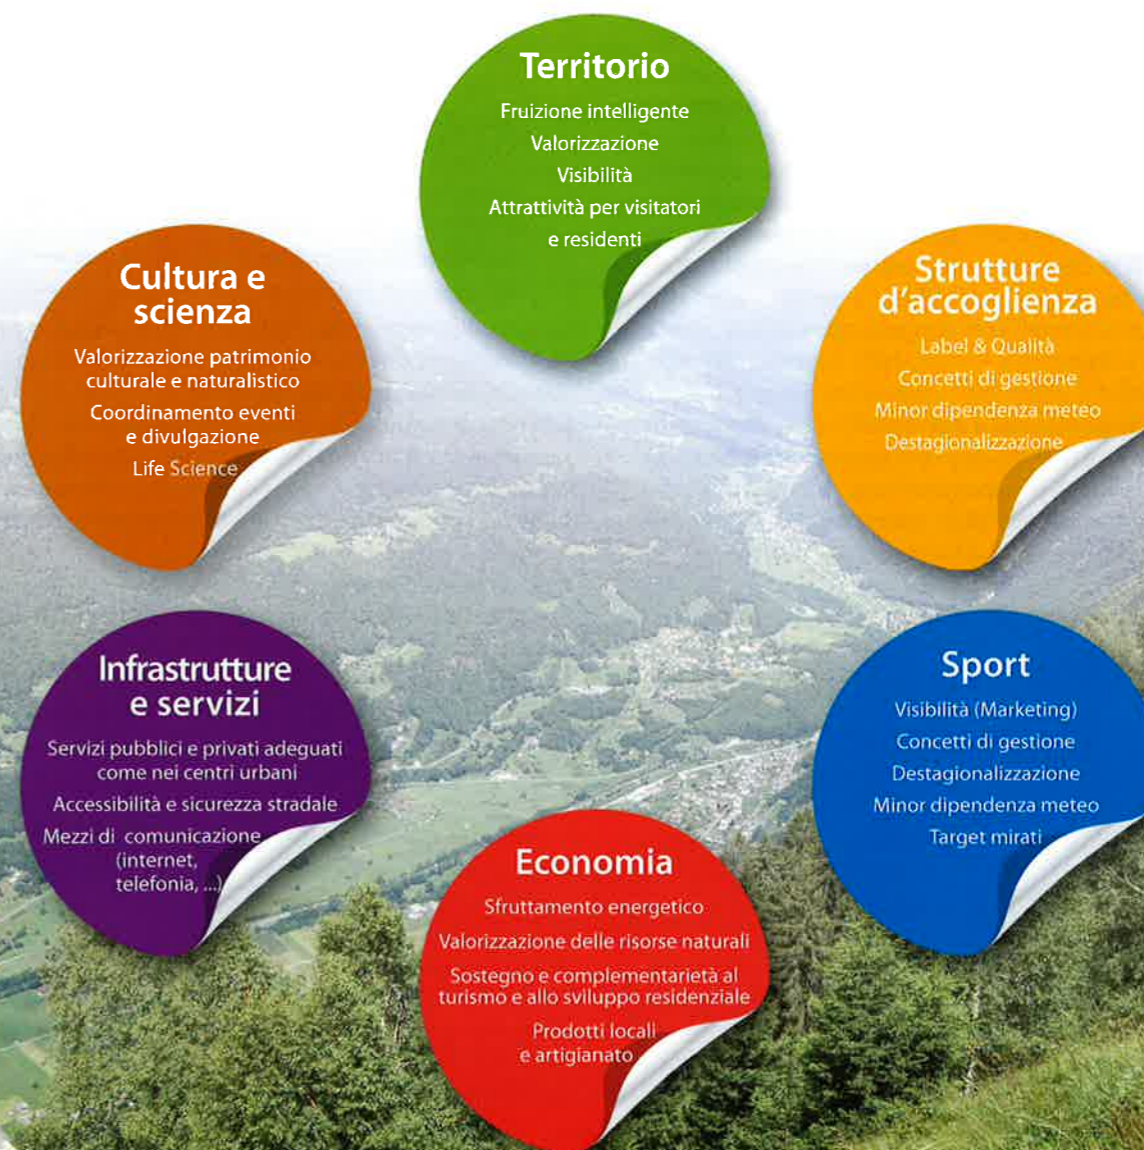 Territorio
Fruizione intelligente
Valorizzazione
Visibilità
Attrattività per visitatori
e residenti
Cultura e
scienza
Valorizzazione patrimonio
culturale e naturalistico
Coordinamento eventi
e divulgazione
Life Science
Strutture
d'accoglienza
Label & Qualità
Concetti di gestione
Minor dipendenza meteo
Destagionalizzazione
Infrastrutture
e servizi
Servizi pubblici e privati adeguati
come nei centri urbani
Accessibilità e sicurezza stradale
Mezzi di comunicazione
(internet,
telefonia, ...)
Sport
Visibilità (Marketing)
Concetti di gestione
Destagionalizzazione
Minor dipendenza meteo
Target mirati
Economia
Sfruttamento energetico
Valorizzazione delle risorse naturali
Sostegno e complementarietà al
turismo e allo sviluppo residenziale
Prodotti locali
e artigianato